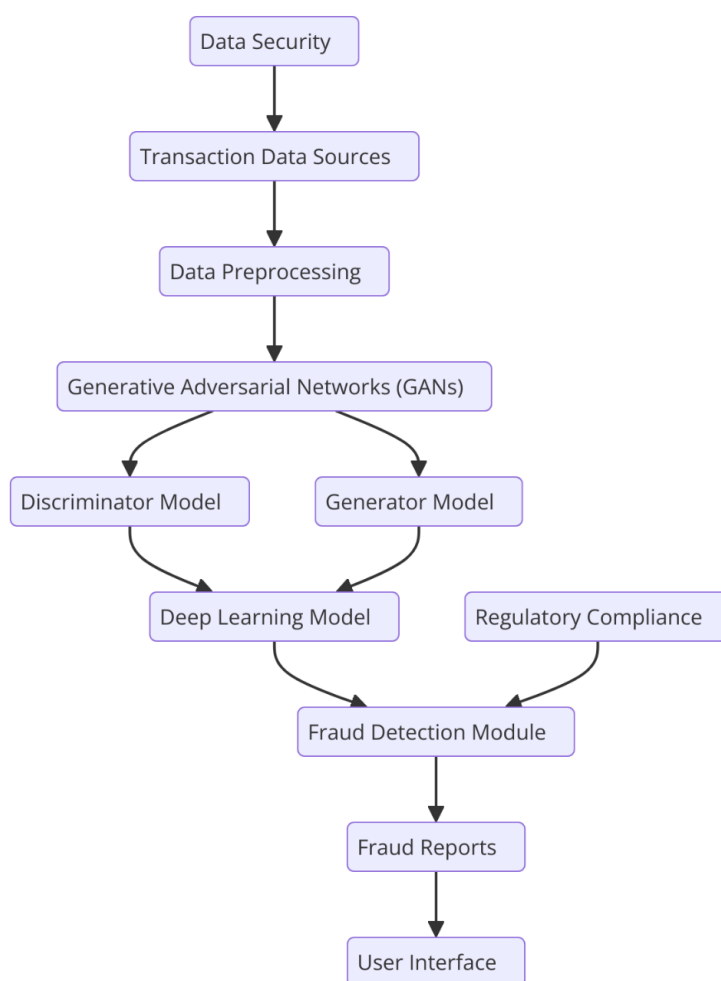 Data Security
Transaction Data Sources
Data Preprocessing
Generative Adversarial Networks (GANs)
Discriminator Model
Generator Model
Deep Learning Model
Regulatory Compliance
Fraud Detection Module
Fraud Reports
User Interface